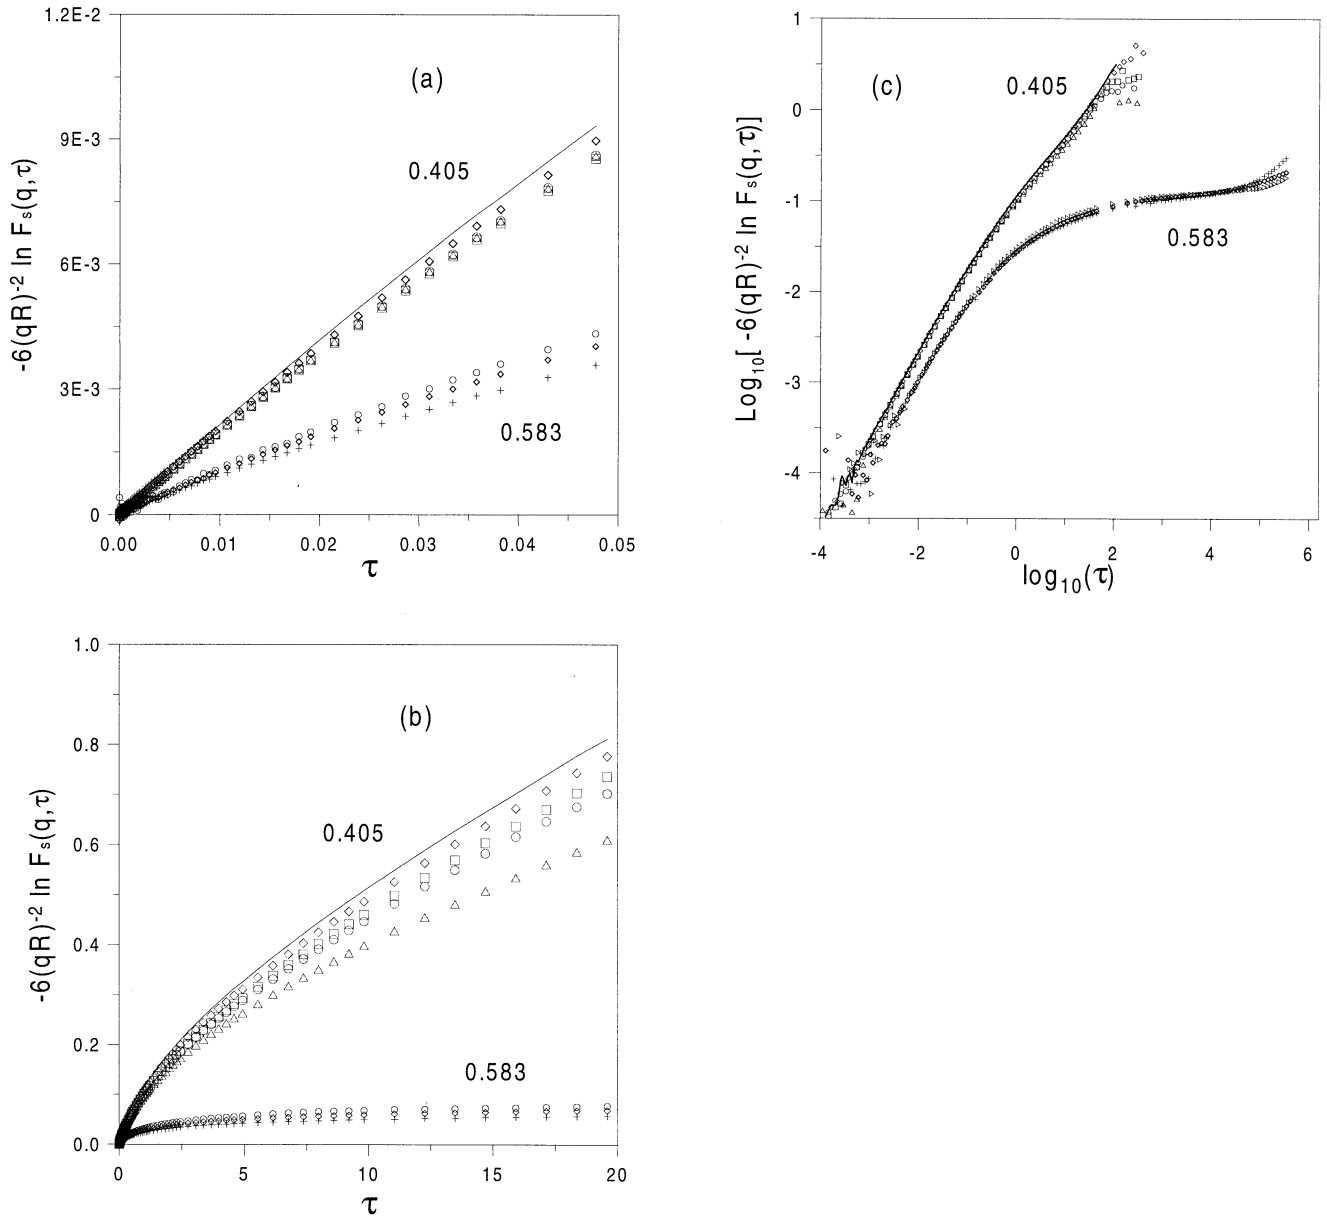 1.2E-2
9E-3
6E-3
3E-3
0
-6(qR)-2 ln Fs(q,τ)
(a)
0.405
0.583
0.00 0.01 0.02 0.03 0.04 0.05
τ
1
0
-1
-2
-3
-4
Log10[ -6(qR)-2 ln Fs(q,τ)]
(c)
0.405
0.583
-4 -2 0 2 4 6
log10(τ)
1.0
0.8
0.6
0.4
0.2
0.0
-6(qR)-2 ln Fs(q,τ)
(b)
0.405
0.583
0 5 10 15 20
τ